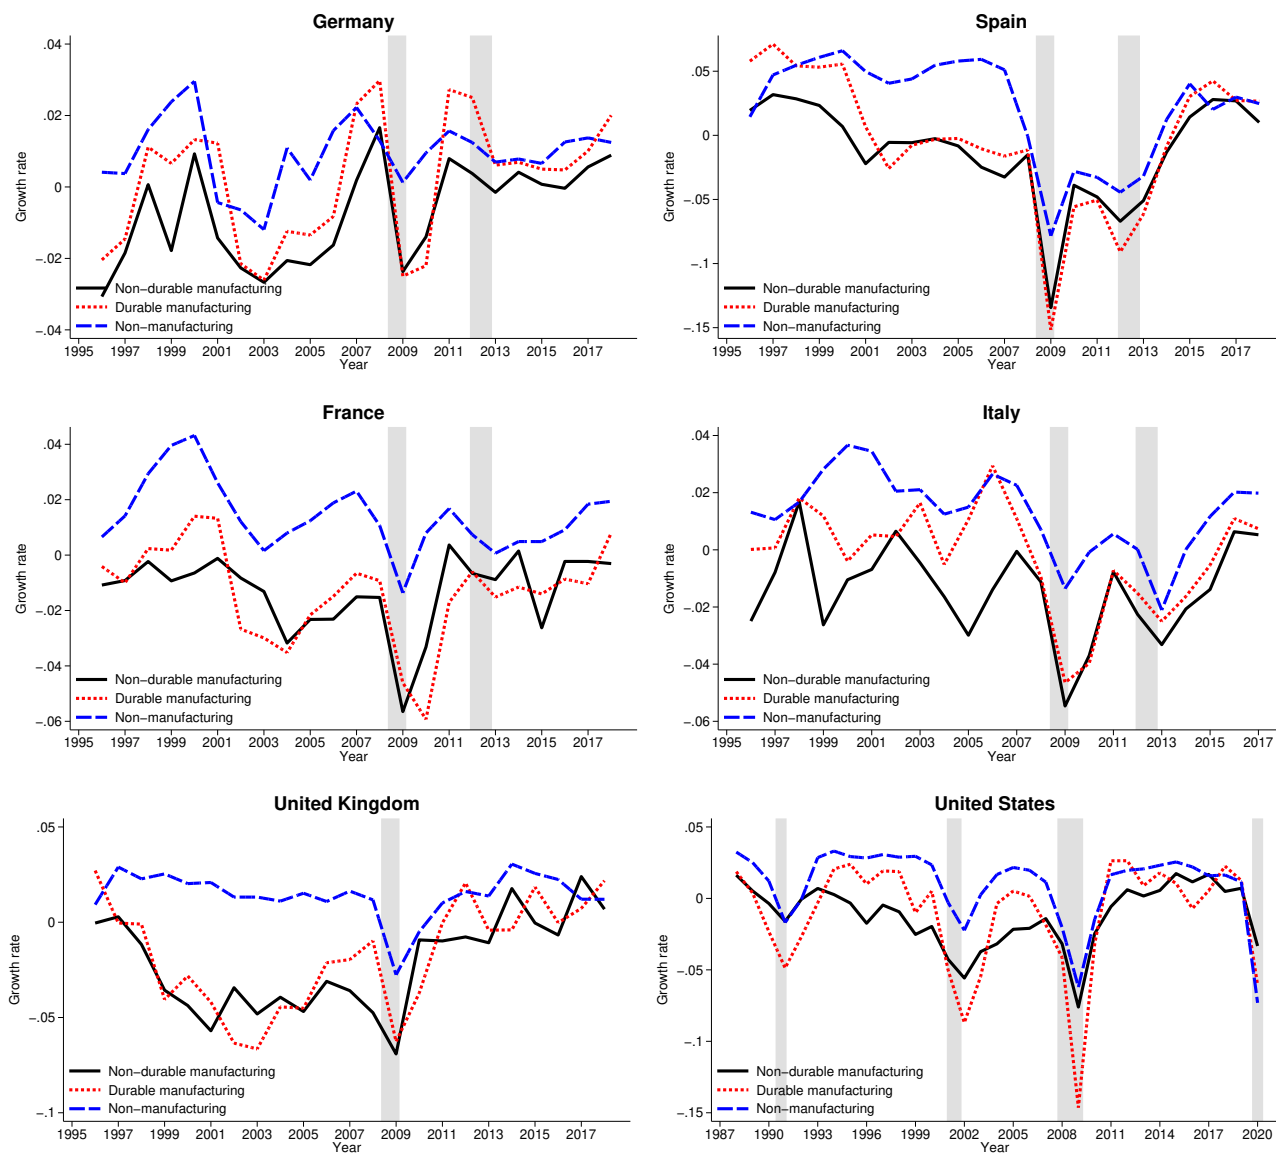 Germany
.04
.02
0
−.02
−.04
Growth rate
Non−durable manufacturing
Durable manufacturing
Non−manufacturing
1995 1997 1999 2001 2003 2005 2007 2009 2011 2013 2015 2017
Year
Spain
.05
0
−.05
−.1
−.15
Growth rate
Non−durable manufacturing
Durable manufacturing
Non−manufacturing
1995 1997 1999 2001 2003 2005 2007 2009 2011 2013 2015 2017
Year
France
.04
.02
0
−.02
−.04
−.06
Growth rate
Non−durable manufacturing
Durable manufacturing
Non−manufacturing
1995 1997 1999 2001 2003 2005 2007 2009 2011 2013 2015 2017
Year
Italy
.04
.02
0
−.02
−.04
−.06
Growth rate
Non−durable manufacturing
Durable manufacturing
Non−manufacturing
1995 1997 1999 2001 2003 2005 2007 2009 2011 2013 2015 2017
Year
United Kingdom
.05
0
−.05
−.1
Growth rate
Non−durable manufacturing
Durable manufacturing
Non−manufacturing
1995 1997 1999 2001 2003 2005 2007 2009 2011 2013 2015 2017
Year
United States
.05
0
−.05
−.1
−.15
Growth rate
Non−durable manufacturing
Durable manufacturing
Non−manufacturing
1987 1990 1993 1996 1999 2002 2005 2008 2011 2014 2017 2020
Year